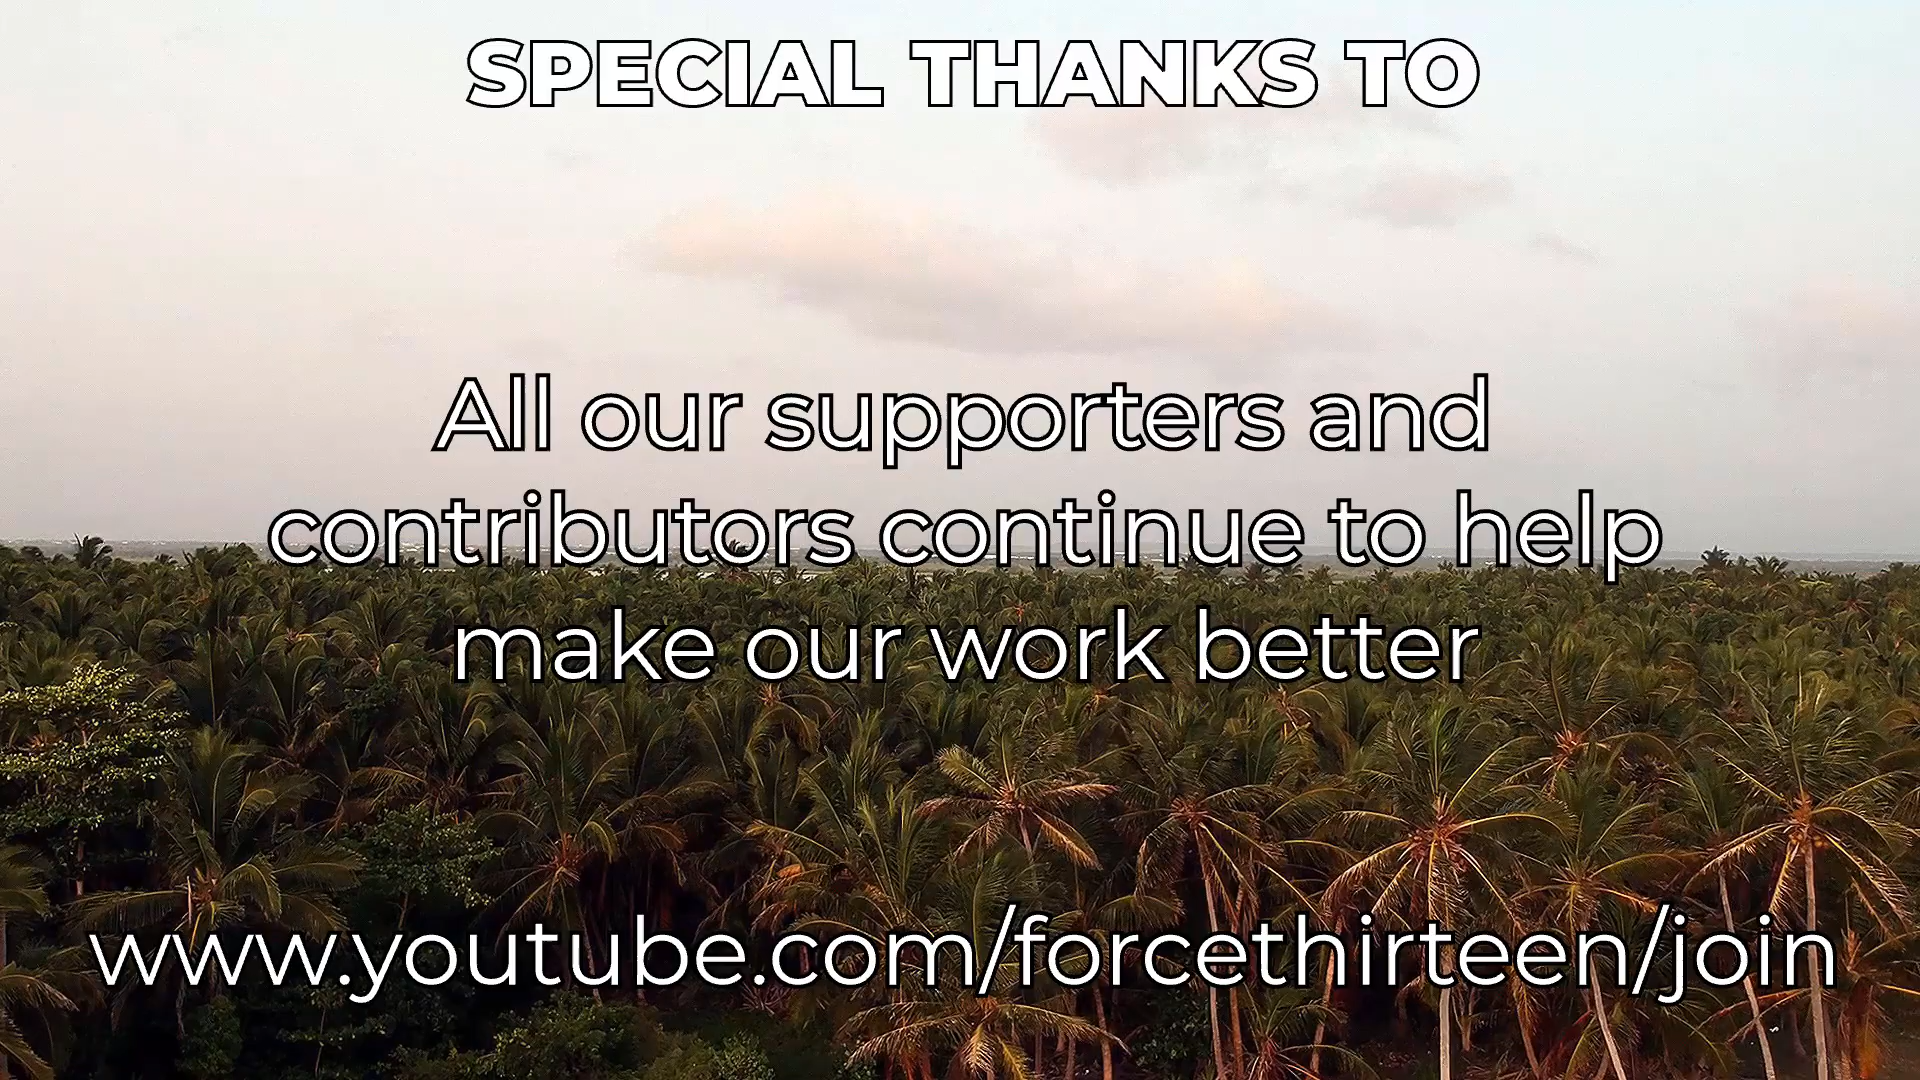 SPECIAL THANKS TO
All our supporters and
contributors continue to help
make our work better
www.youtube.com/forcethirteen/join